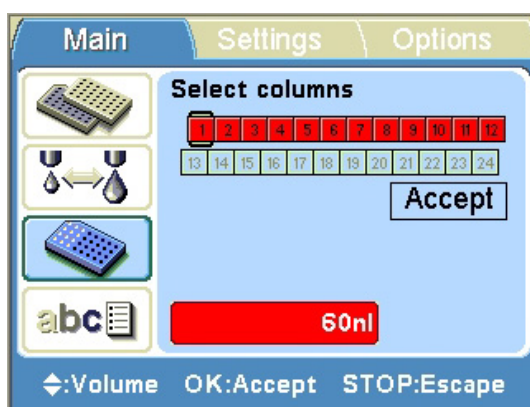 Main Settings Options
Select columns
1 2 3 4 5 6 7 8 9 10 11 12
13 14 15 16 17 18 19 20 21 22 23 24
Accept
abc
60nl
:Volume OK:Accept STOP:Escape